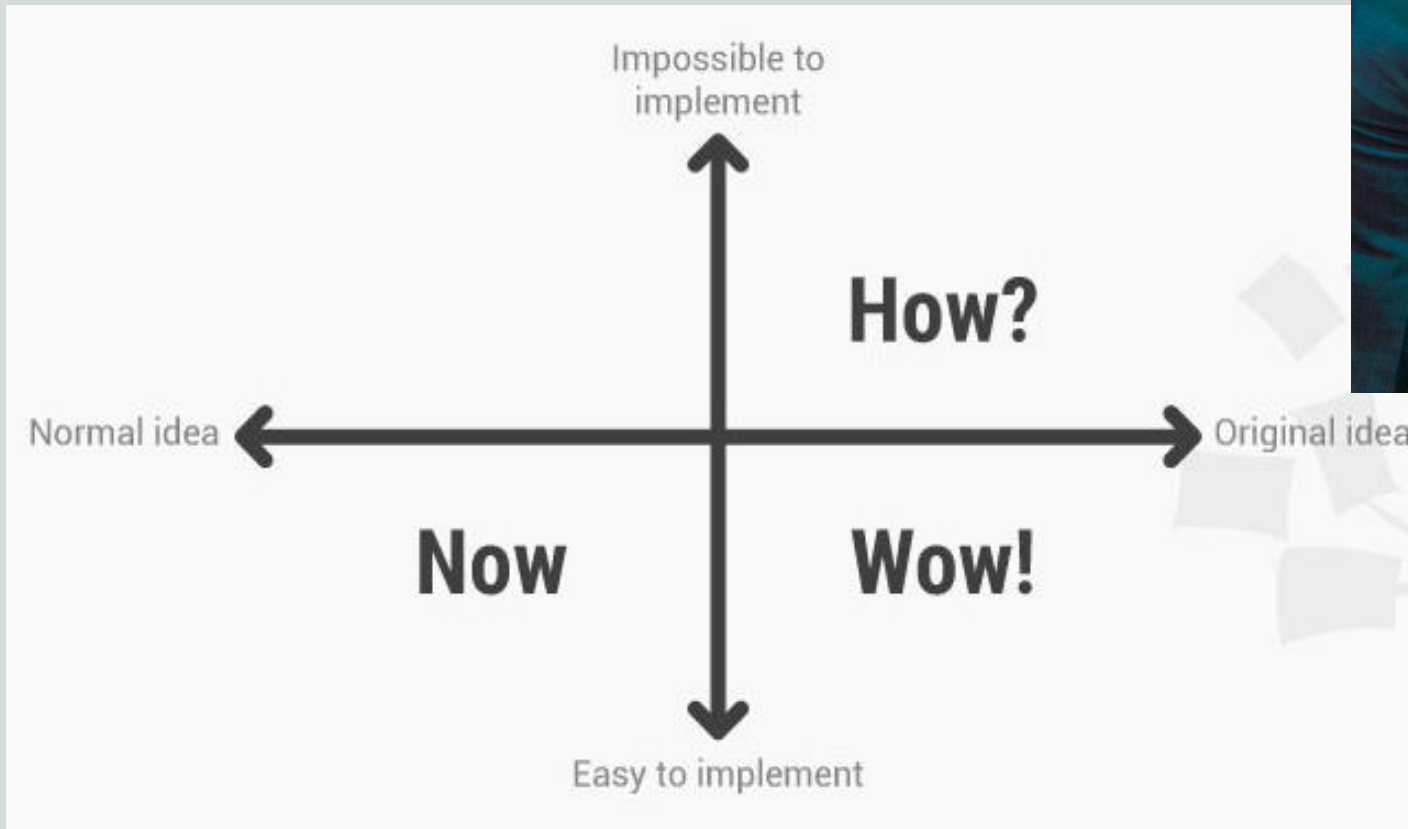 Impossible to
implement
How?
Normal idea
Original idea
Now
Wow!
Easy to implement